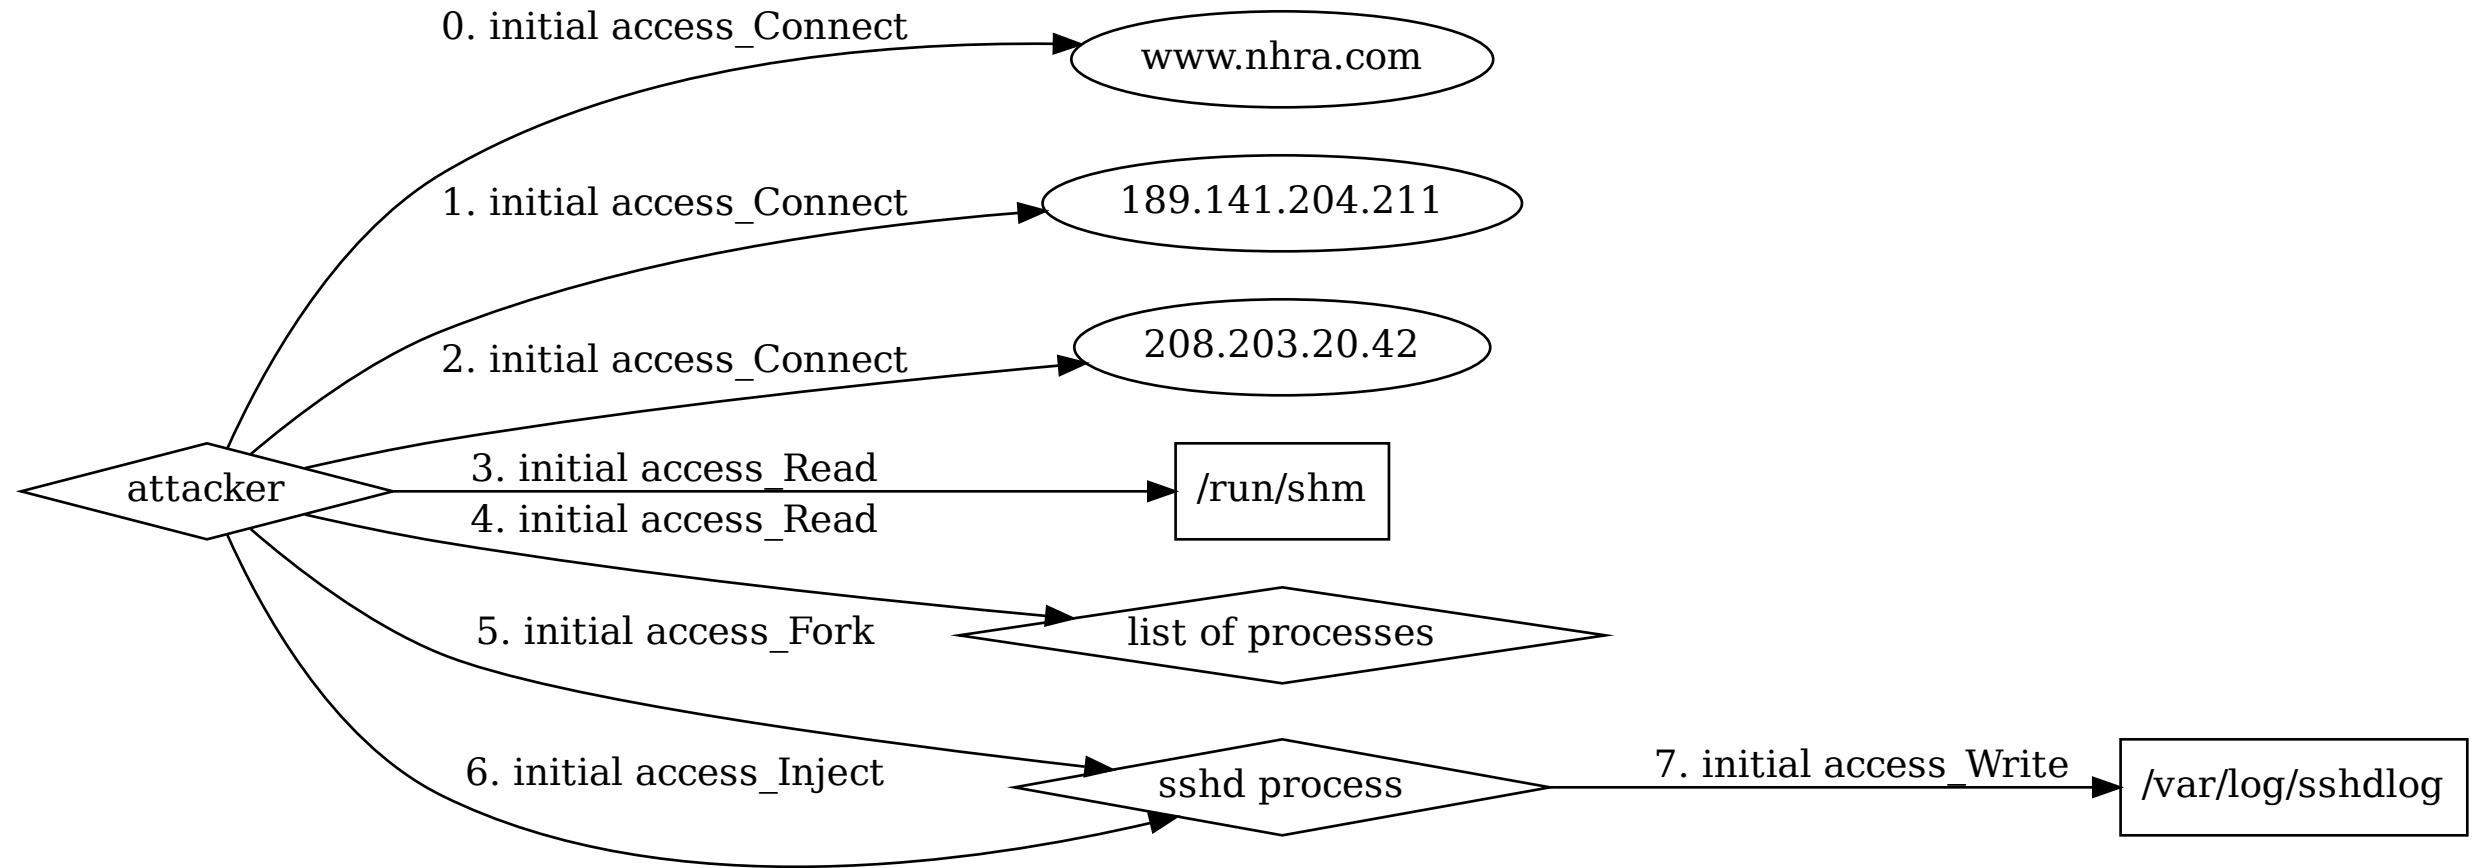 0. initial access_Connect
www.nhra.com
1. initial access_Connect
189.141.204.211
2. initial access_Connect
208.203.20.42
attacker
3. initial access_Read
/run/shm
4. initial access_Read
list of processes
5. initial access_Fork
6. initial access_Inject
sshd process
7. initial access_Write
/var/log/sshdlog